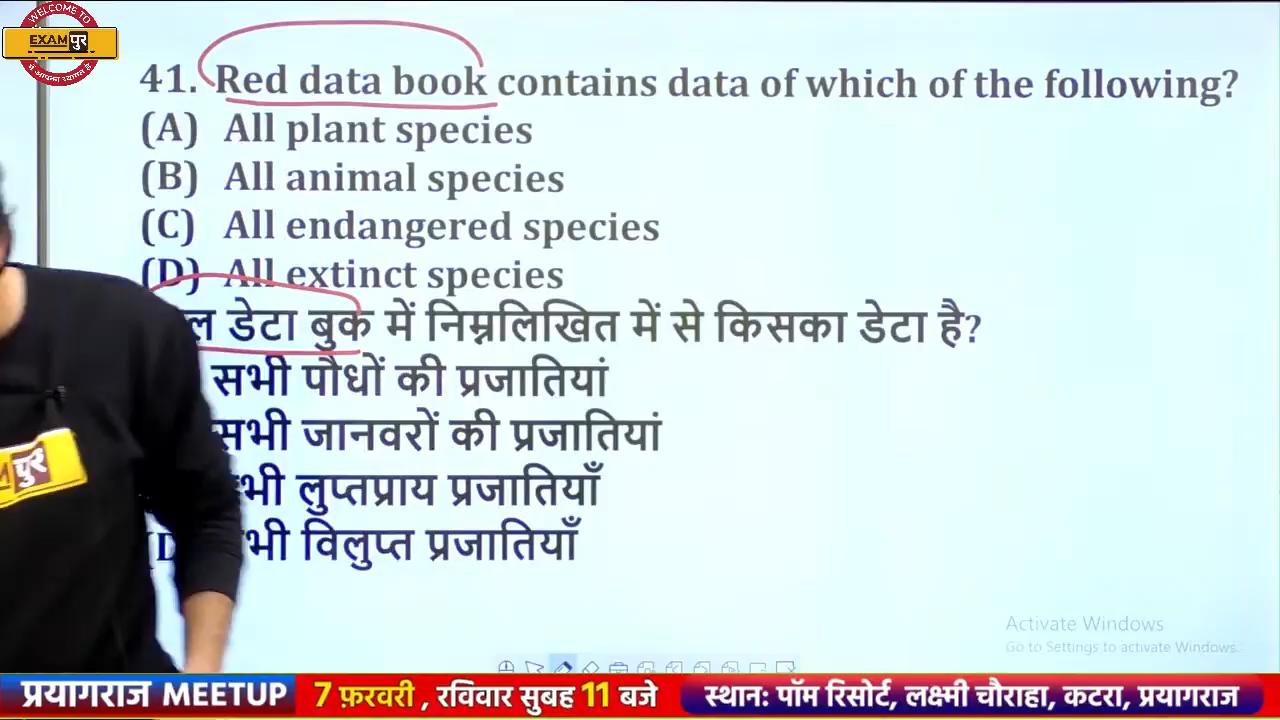 WELCOME TO
EXAMपुर
में आपका स्वागत है
41. Red data book contains data of which of the following?
(A) All plant species
(B) All animal species
(C) All endangered species
(D) All extinct species
डेटा बुक में निम्नलिखित में से किसका डेटा है?
सभी पौधों की प्रजातियां
सभी जानवरों की प्रजातियां
लुप्तप्राय प्रजातियाँ
विलुप्त प्रजातियाँ
पुर
Activate Windows
Go to Settings to activate Windows.
प्रयागराज MEETUP 7 फ़रवरी , रविवार सुबह 11 बजे स्थान: पॉम रिसोर्ट, लक्ष्मी चौराहा, कटरा, प्रयागराज